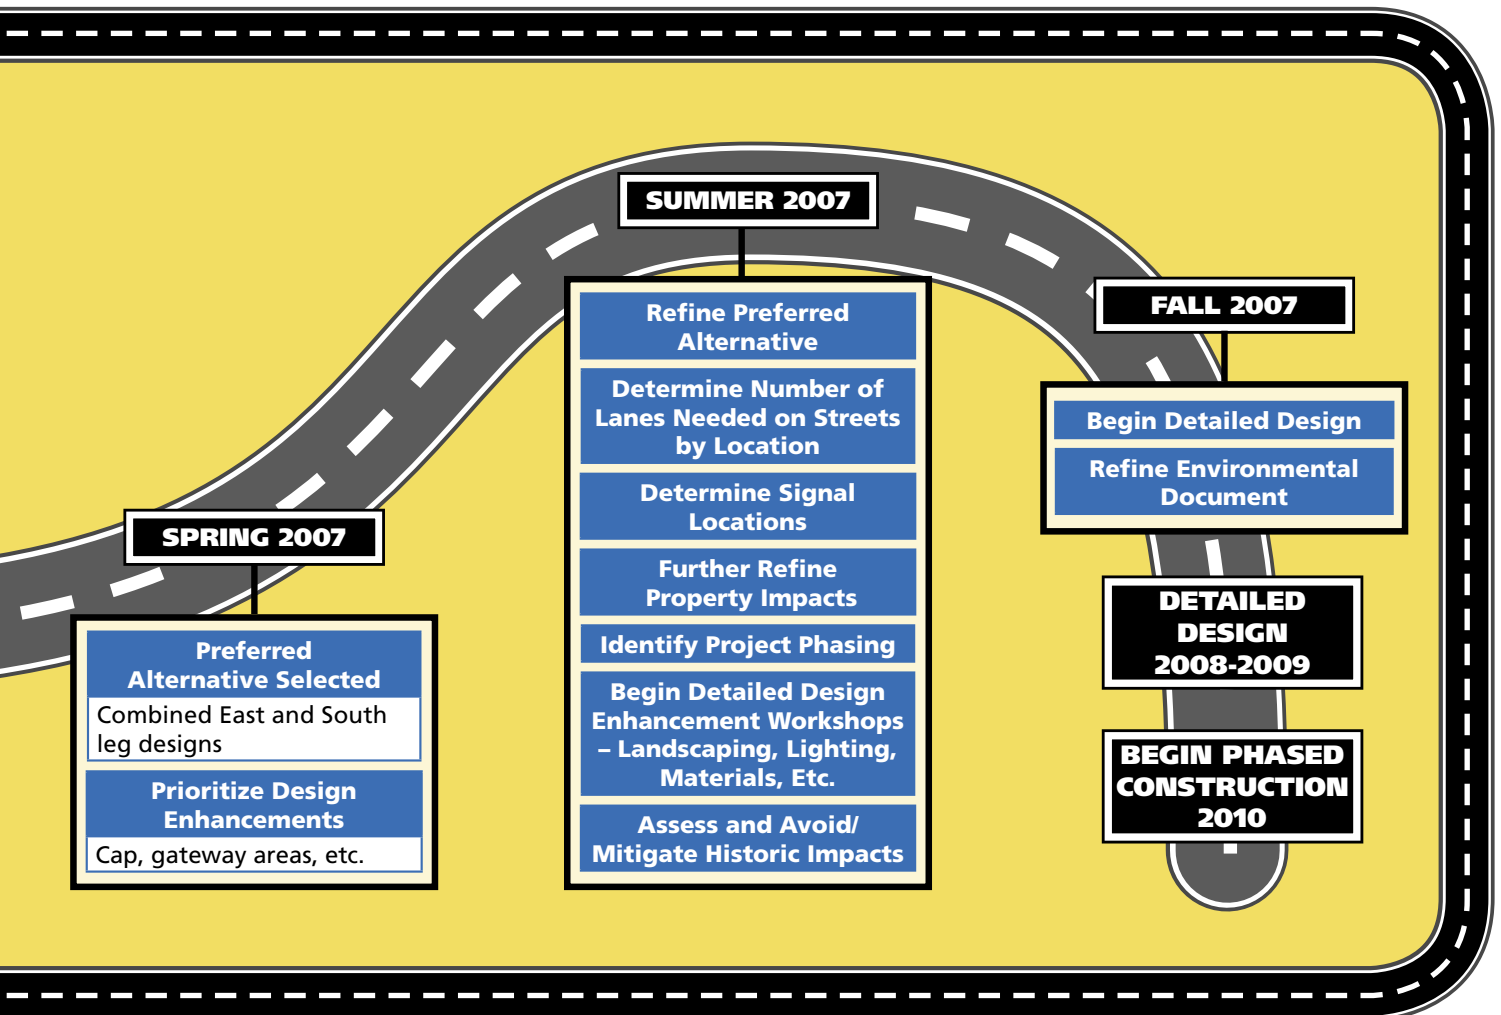 SPRING 2007
Preferred
Alternative Selected
Combined East and South
leg designs
Prioritize Design
Enhancements
Cap, gateway areas, etc.
SUMMER 2007
Refine Preferred
Alternative
Determine Number of
Lanes Needed on Streets
by Location
Determine Signal
Locations
Further Refine
Property Impacts
Identify Project Phasing
Begin Detailed Design
Enhancement Workshops
– Landscaping, Lighting,
Materials, Etc.
Assess and Avoid/
Mitigate Historic Impacts
FALL 2007
Begin Detailed Design
Refine Environmental
Document
DETAILED
DESIGN
2008-2009
BEGIN PHASED
CONSTRUCTION
2010